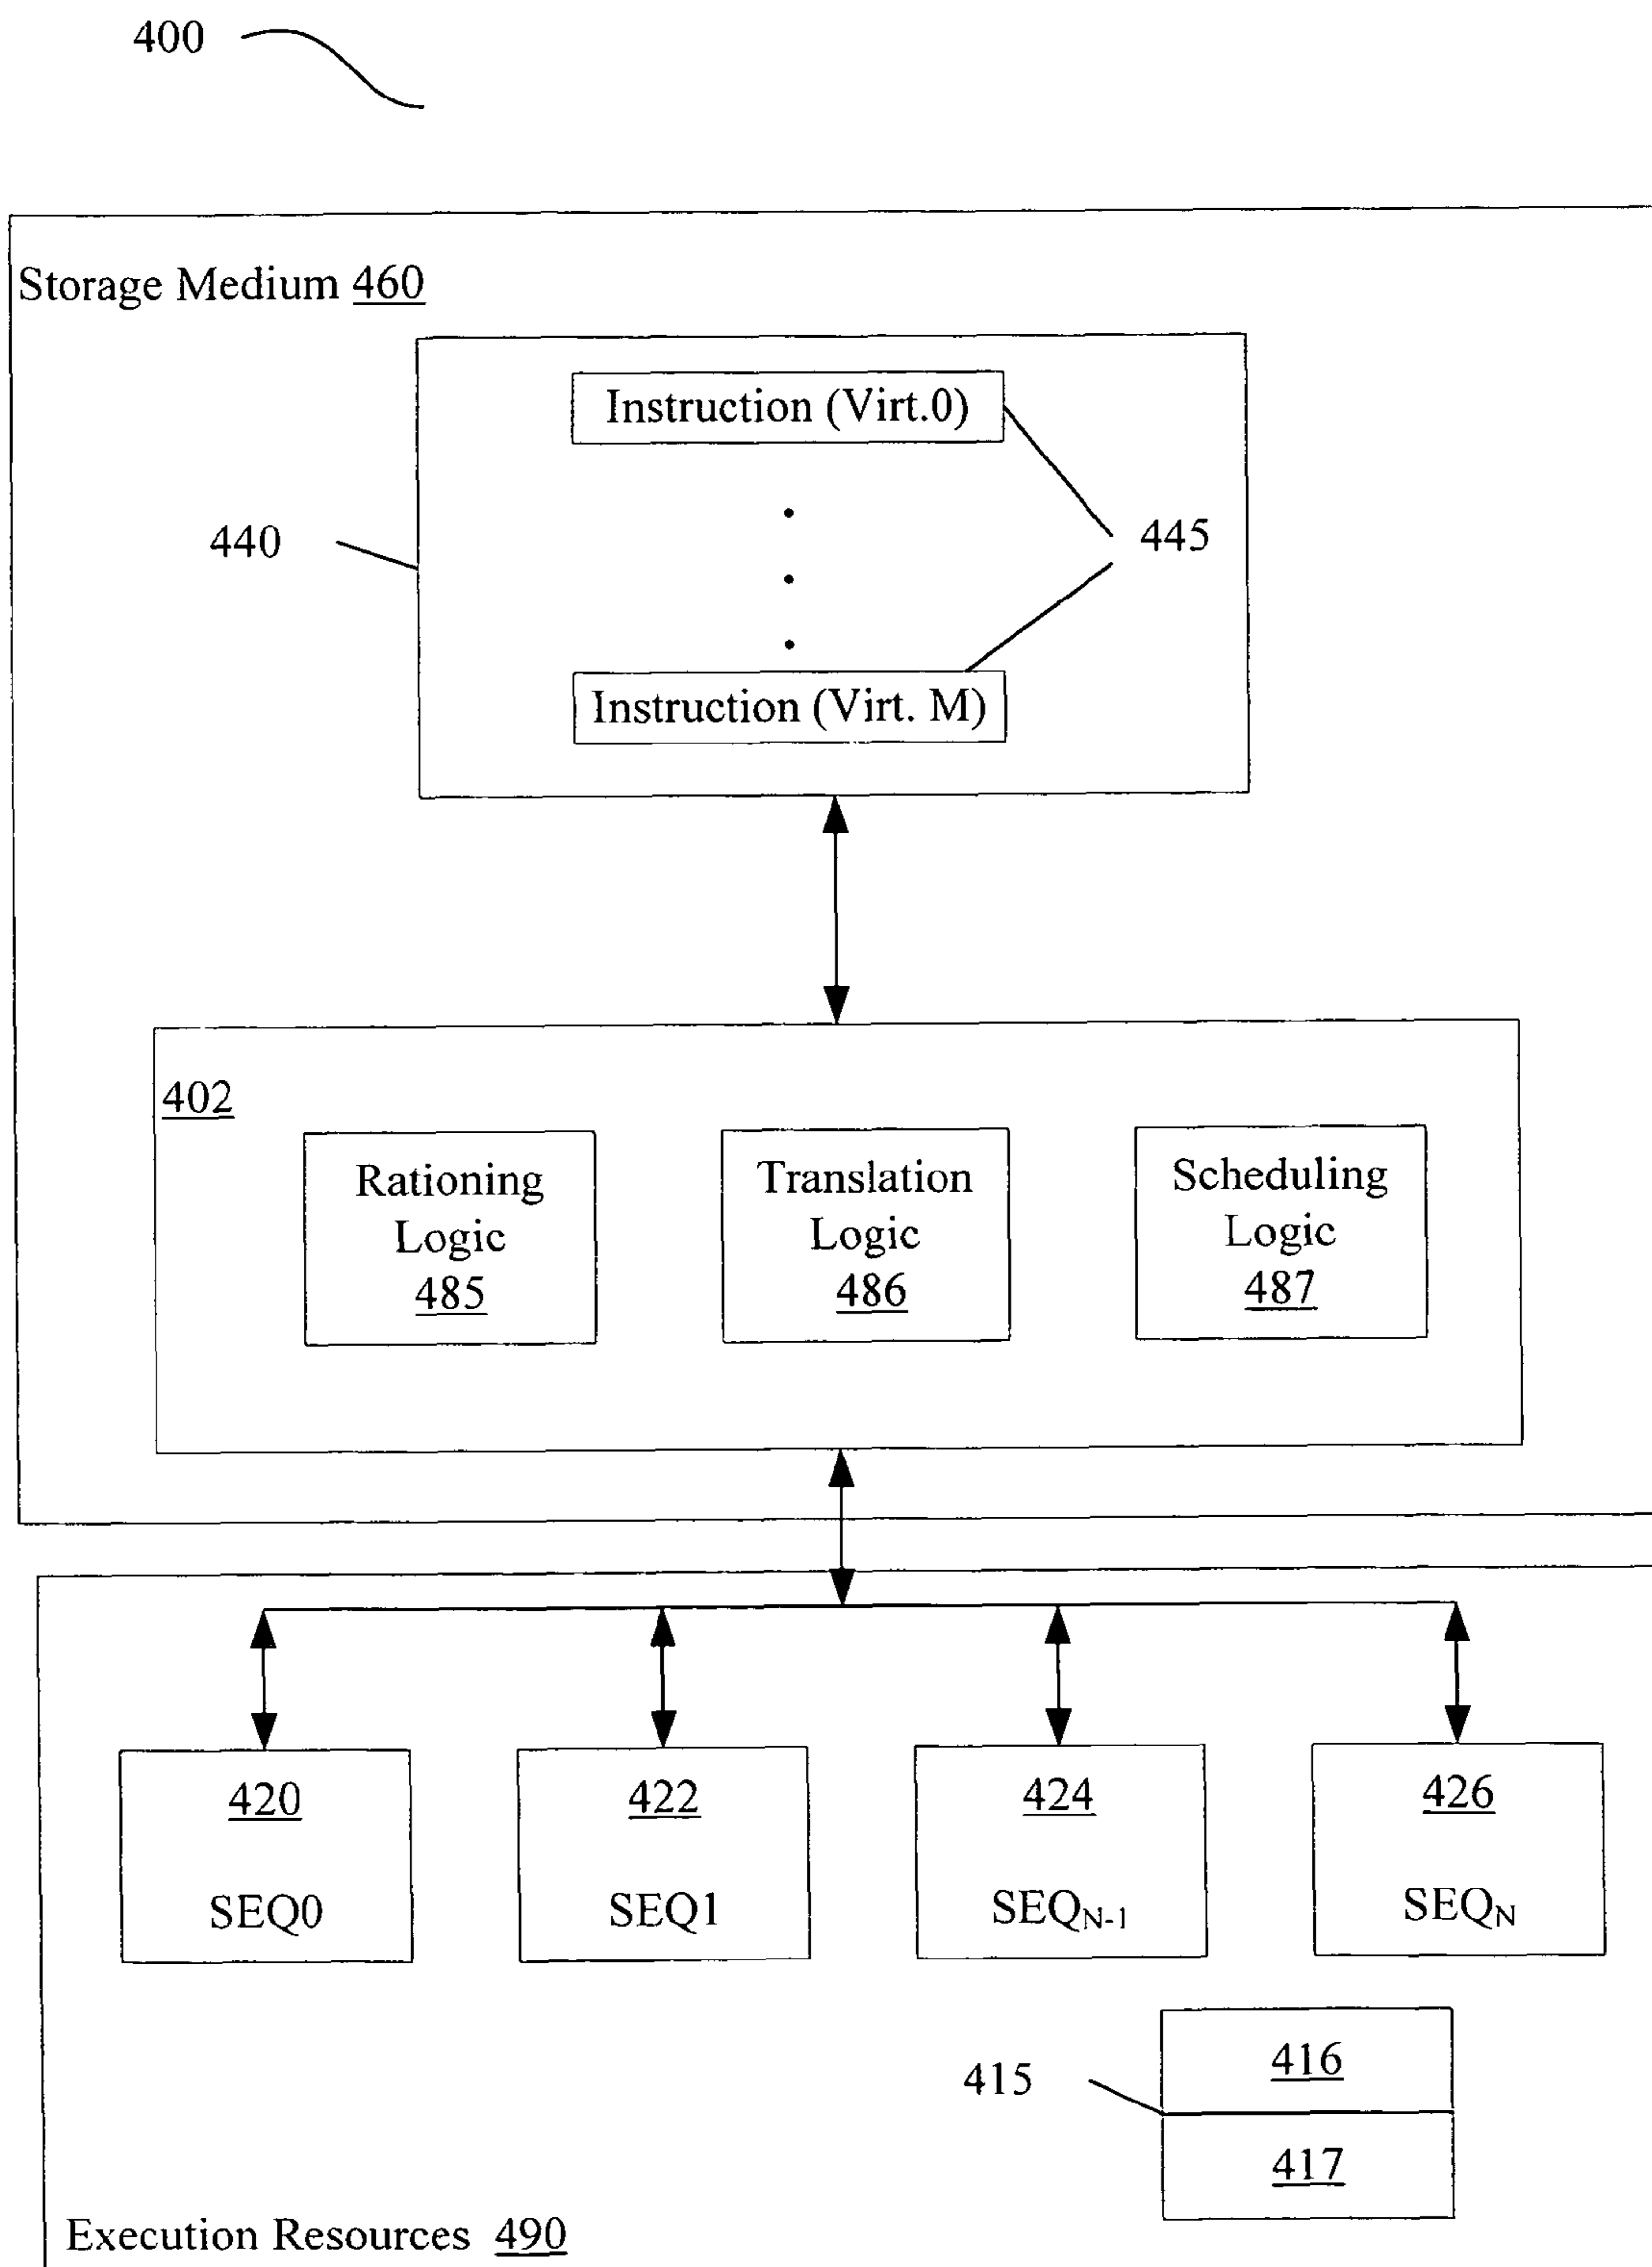 400
Storage Medium 460
Instruction (Virt.0)
440
445
Instruction (Virt. M)
402
Rationing
Logic
485
Translation
Logic
486
Scheduling
Logic
487
420
SEQ0
422
SEQ1
424
SEQN-1
426
SEQN
415
416
417
Execution Resources 490